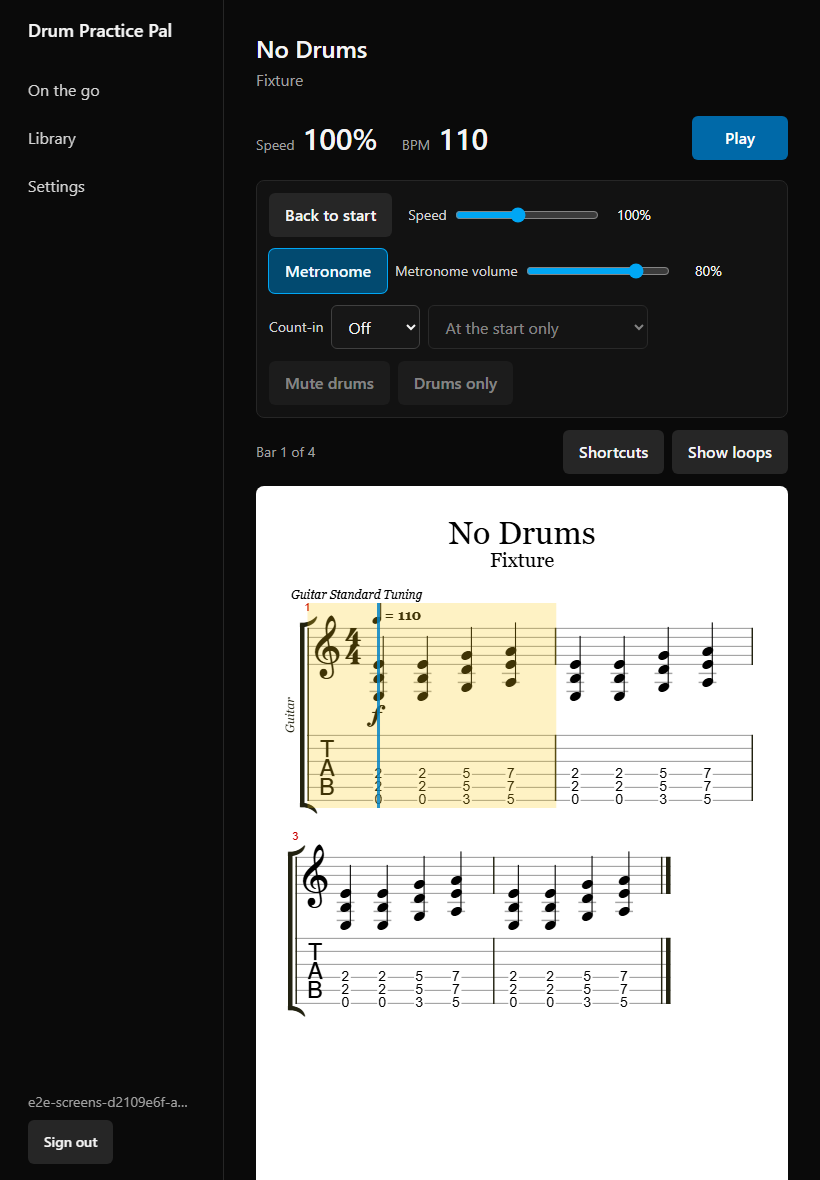 Drum Practice Pal
On the go
Library
Settings
No Drums
Fixture
Speed 100% BPM 110
Play
Back to start Speed 100%
Metronome Metronome volume 80%
Count-in Off At the start only
Mute drums Drums only
Bar 1 of 4 Shortcuts Show loops
No Drums
Fixture
Guitar Standard Tuning
1 = 110
4
4
f
Guitar
T
A
B
2 2 5 7 2 2 5 7
2 2 5 7 2 2 5 7
0 0 3 5 0 0 3 5
3
T
A
B
2 2 5 7 2 2 5 7
2 2 5 7 2 2 5 7
0 0 3 5 0 0 3 5
e2e-screens-d2109e6f-a...
Sign out